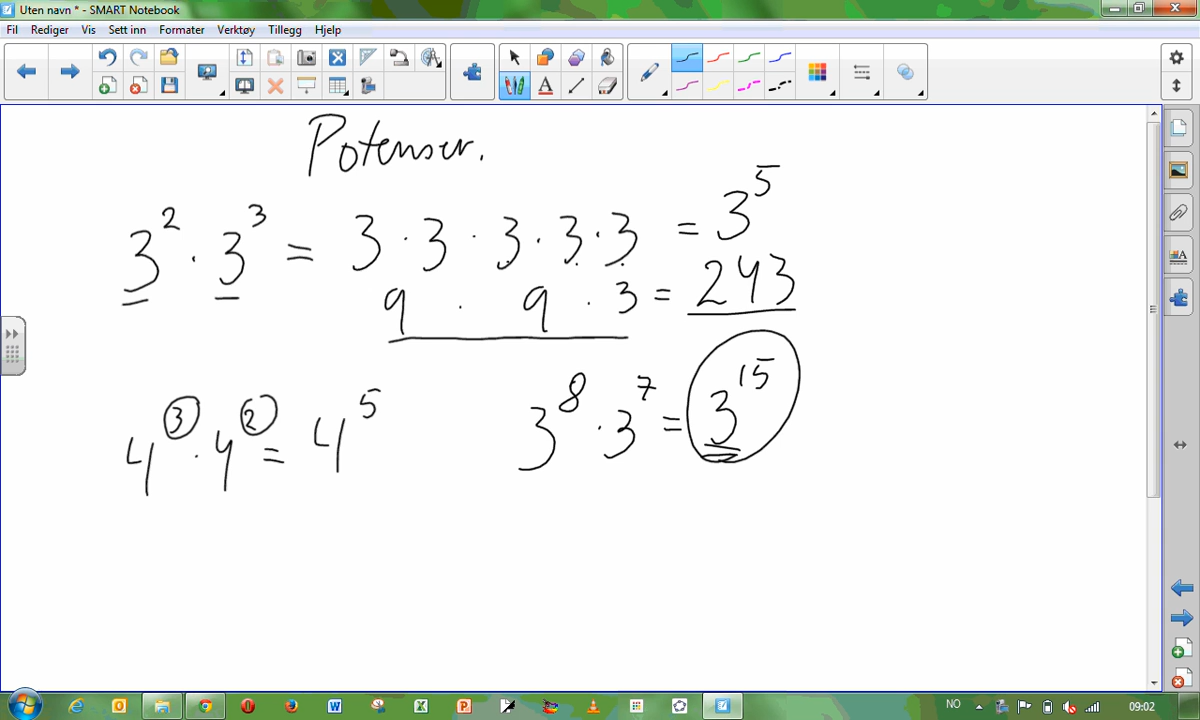 Uten navn * - SMART Notebook
Fil Rediger Vis Sett inn Formater Verktøy Tillegg Hjelp
Potenser.
3² · 3³ = 3 · 3 · 3 · 3 · 3 = 3⁵
9 · 9 · 3 = 243
4³ · 4² = 4⁵
3⁸ · 3⁷ = 3¹⁵
NO 09:02